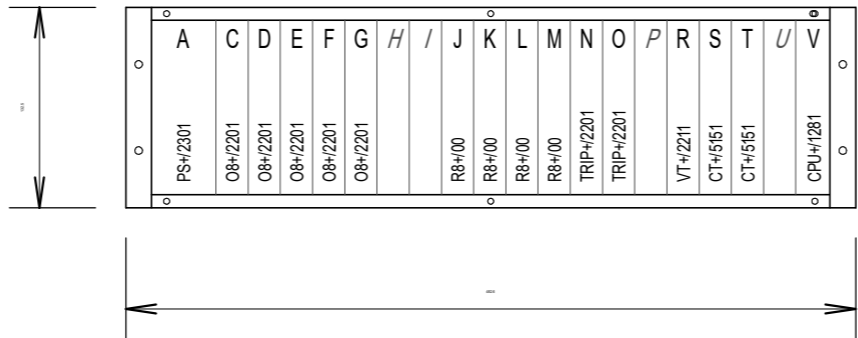 A C D E F G H I J K L M N O P R S T U V
PS+/2301
O8+/2201
O8+/2201
O8+/2201
O8+/2201
O8+/2201
R8+/00
R8+/00
R8+/00
R8+/00
TRIP+/2201
TRIP+/2201
VT+/2211
CT+/5151
CT+/5151
CPU+/1281